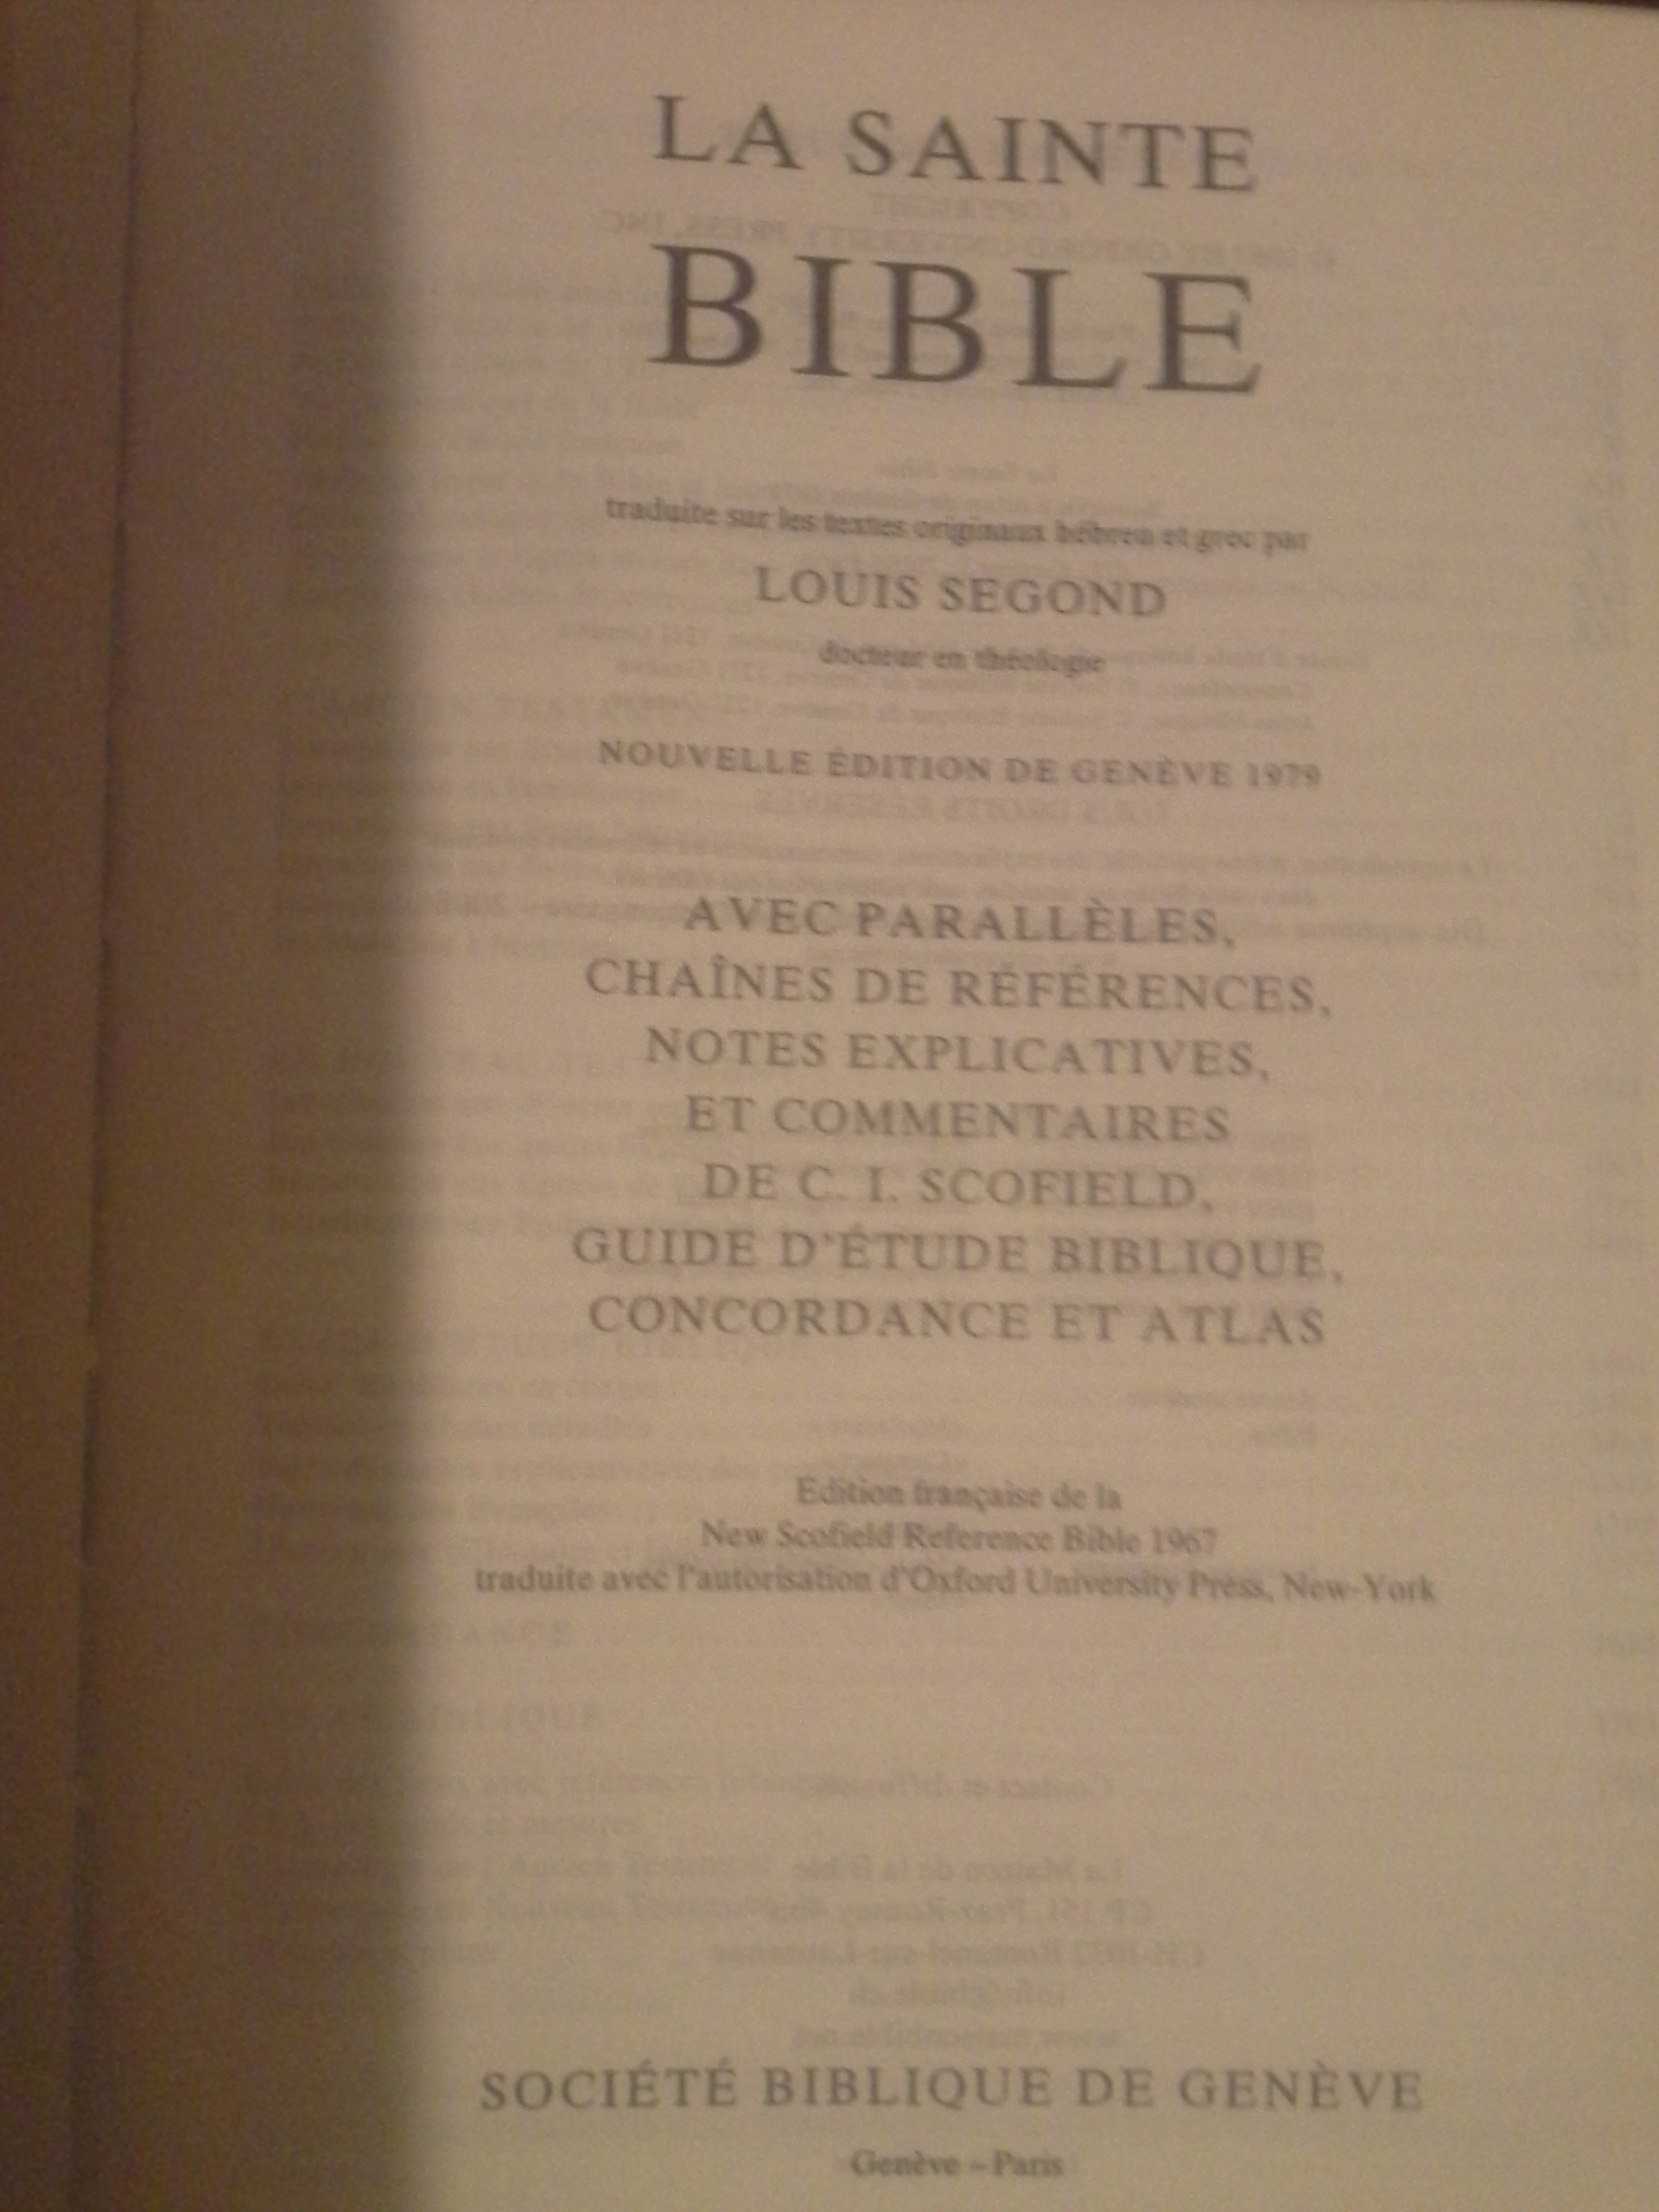 LA SAINTE
BIBLE
traduite sur les textes originaux hébreu et grec par
LOUIS SEGOND
docteur en théologie
NOUVELLE ÉDITION DE GENÈVE 1979
AVEC PARALLÈLES,
CHAÎNES DE RÉFÉRENCES,
NOTES EXPLICATIVES,
ET COMMENTAIRES
DE C. I. SCOFIELD,
GUIDE D'ÉTUDE BIBLIQUE,
CONCORDANCE ET ATLAS
Edition française de la
New Scofield Reference Bible 1967
traduite avec l'autorisation d'Oxford University Press, New-York
SOCIÉTÉ BIBLIQUE DE GENÈVE
Genève – Paris